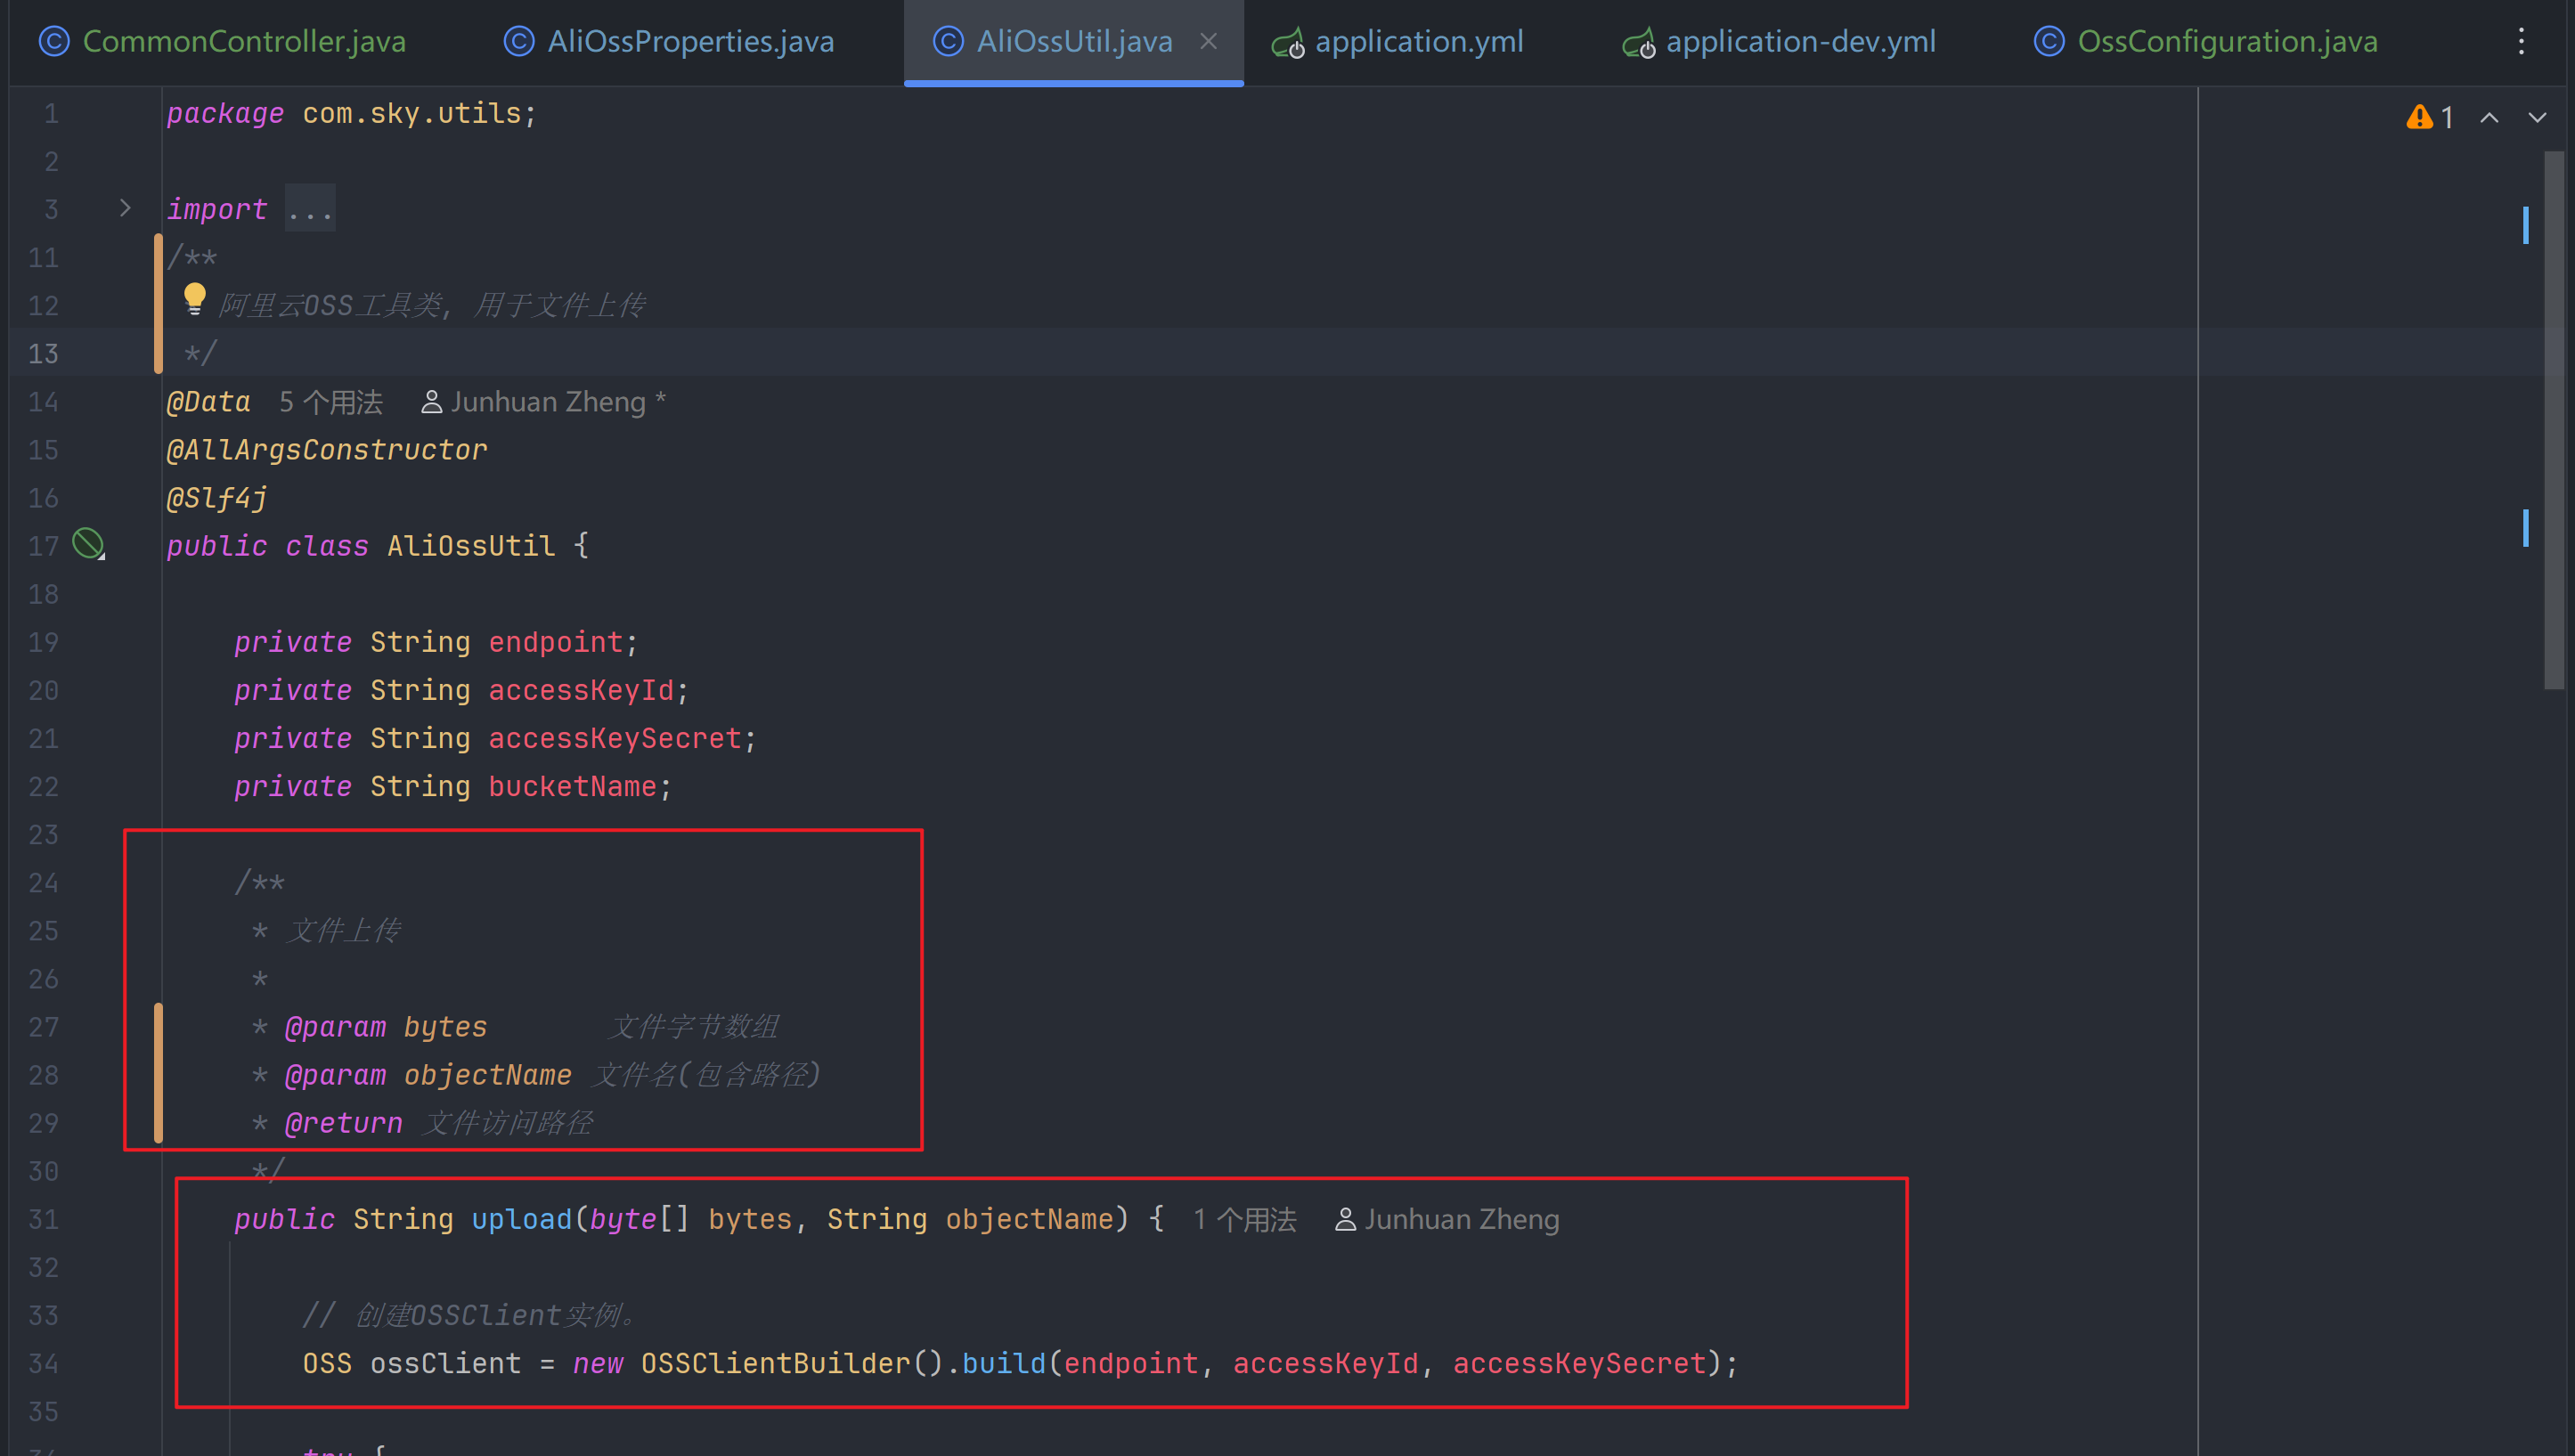 CommonController.java AliOssProperties.java AliOssUtil.java application.yml application-dev.yml OssConfiguration.java
1 package com.sky.utils;
1
2
3 import ...
11 /**
12 阿里云OSS工具类, 用于文件上传
13 */
14 @Data 5 个用法 Junhuan Zheng *
15 @AllArgsConstructor
16 @Slf4j
17 public class AliOssUtil {
18
19 private String endpoint;
20 private String accessKeyId;
21 private String accessKeySecret;
22 private String bucketName;
23
24 /**
25 * 文件上传
26 *
27 * @param bytes 文件字节数组
28 * @param objectName 文件名(包含路径)
29 * @return 文件访问路径
30 */
31 public String upload(byte[] bytes, String objectName) { 1 个用法 Junhuan Zheng
32
33 // 创建OSSClient实例。
34 OSS ossClient = new OSSClientBuilder().build(endpoint, accessKeyId, accessKeySecret);
35